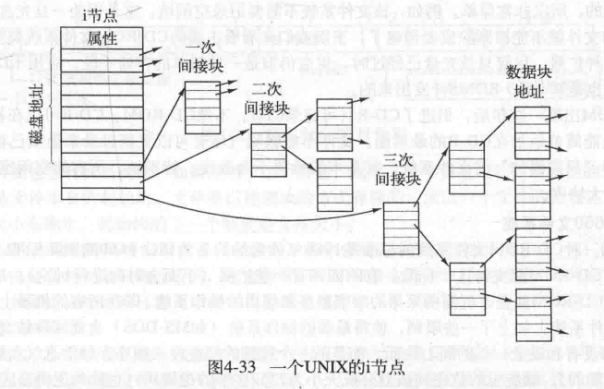 i节点
属性
磁盘地址
一次
间接块
二次
间接块
三次
间接块
数据块
地址
图4-33 一个UNIX的i节点